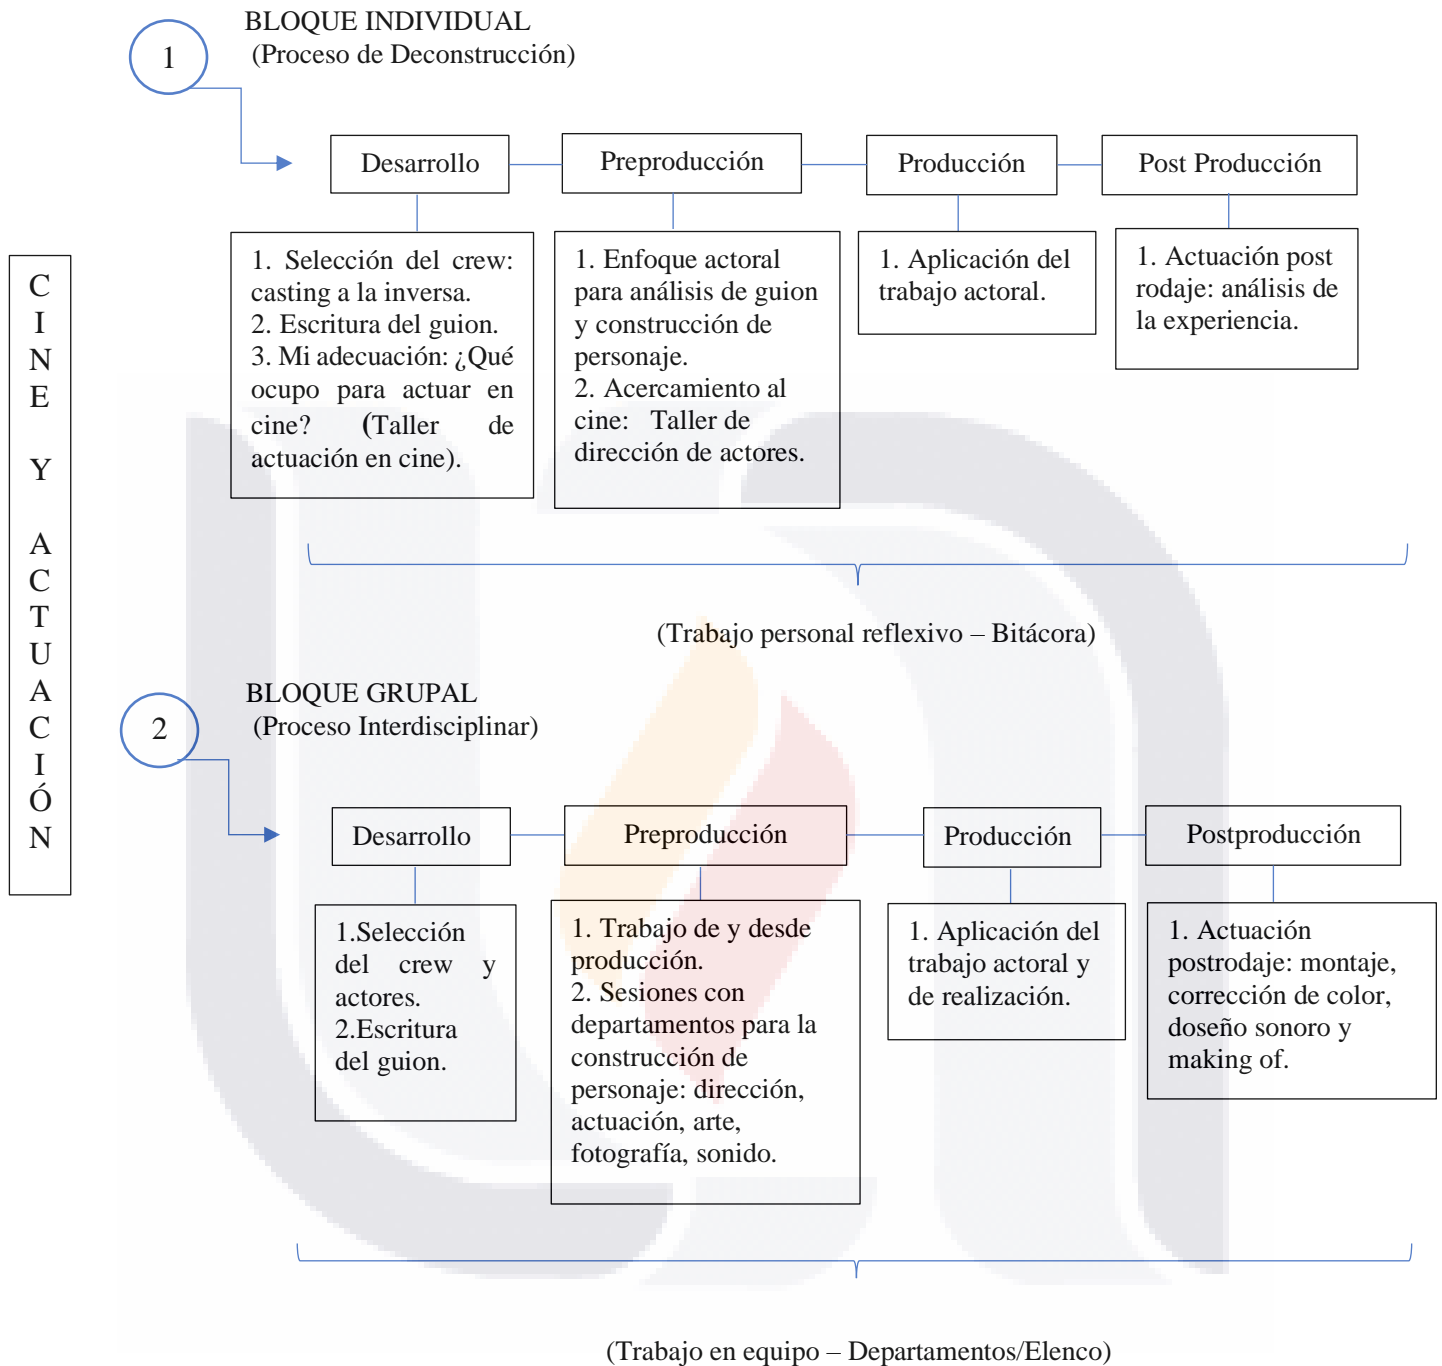 CINE Y ACTUACIÓN
1
BLOQUE INDIVIDUAL
(Proceso de Deconstrucción)
Desarrollo
Preproducción
Producción
Post Producción
1. Selección del crew:
casting a la inversa.
2. Escritura del guion.
3. Mi adecuación: ¿Qué
ocupo para actuar en
cine? (Taller de
actuación en cine).
1. Enfoque actoral
para análisis de guion
y construcción de
personaje.
2. Acercamiento al
cine: Taller de
dirección de actores.
1. Aplicación del
trabajo actoral.
1. Actuación post
rodaje: análisis de
la experiencia.
(Trabajo personal reflexivo – Bitácora)
2
BLOQUE GRUPAL
(Proceso Interdisciplinar)
Desarrollo
Preproducción
Producción
Postproducción
1.Selección
del crew y
actores.
2.Escritura
del guion.
1. Trabajo de y desde
producción.
2. Sesiones con
departamentos para la
construcción de
personaje: dirección,
actuación, arte,
fotografía, sonido.
1. Aplicación del
trabajo actoral y
de realización.
1. Actuación
postrodaje: montaje,
corrección de color,
doseño sonoro y
making of.
(Trabajo en equipo – Departamentos/Elenco)